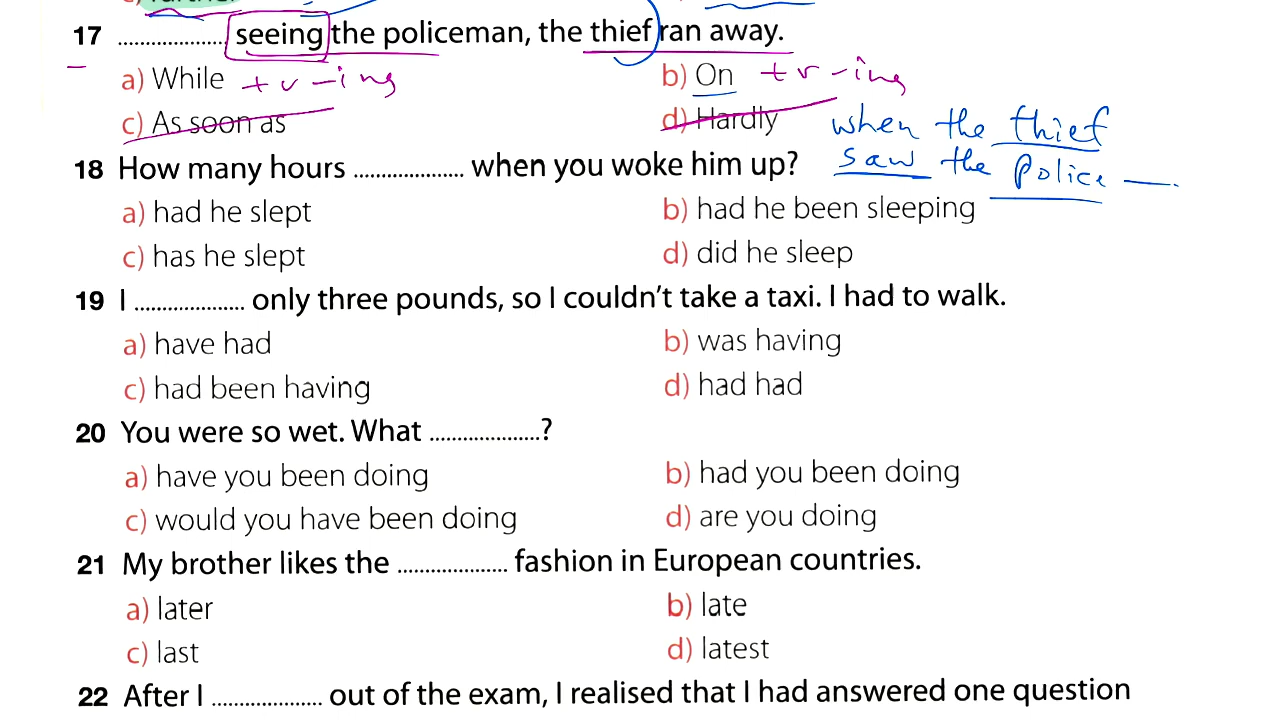 17 .................... seeing the policeman, the thief ran away.
a) While + v -ing
b) On + v -ing
c) As soon as
d) Hardly
when the thief
saw the police
18 How many hours .................... when you woke him up?
a) had he slept
b) had he been sleeping
c) has he slept
d) did he sleep
19 I .................... only three pounds, so I couldn't take a taxi. I had to walk.
a) have had
b) was having
c) had been having
d) had had
20 You were so wet. What ....................?
a) have you been doing
b) had you been doing
c) would you have been doing
d) are you doing
21 My brother likes the .................... fashion in European countries.
a) later
b) late
c) last
d) latest
22 After I .................... out of the exam, I realised that I had answered one question